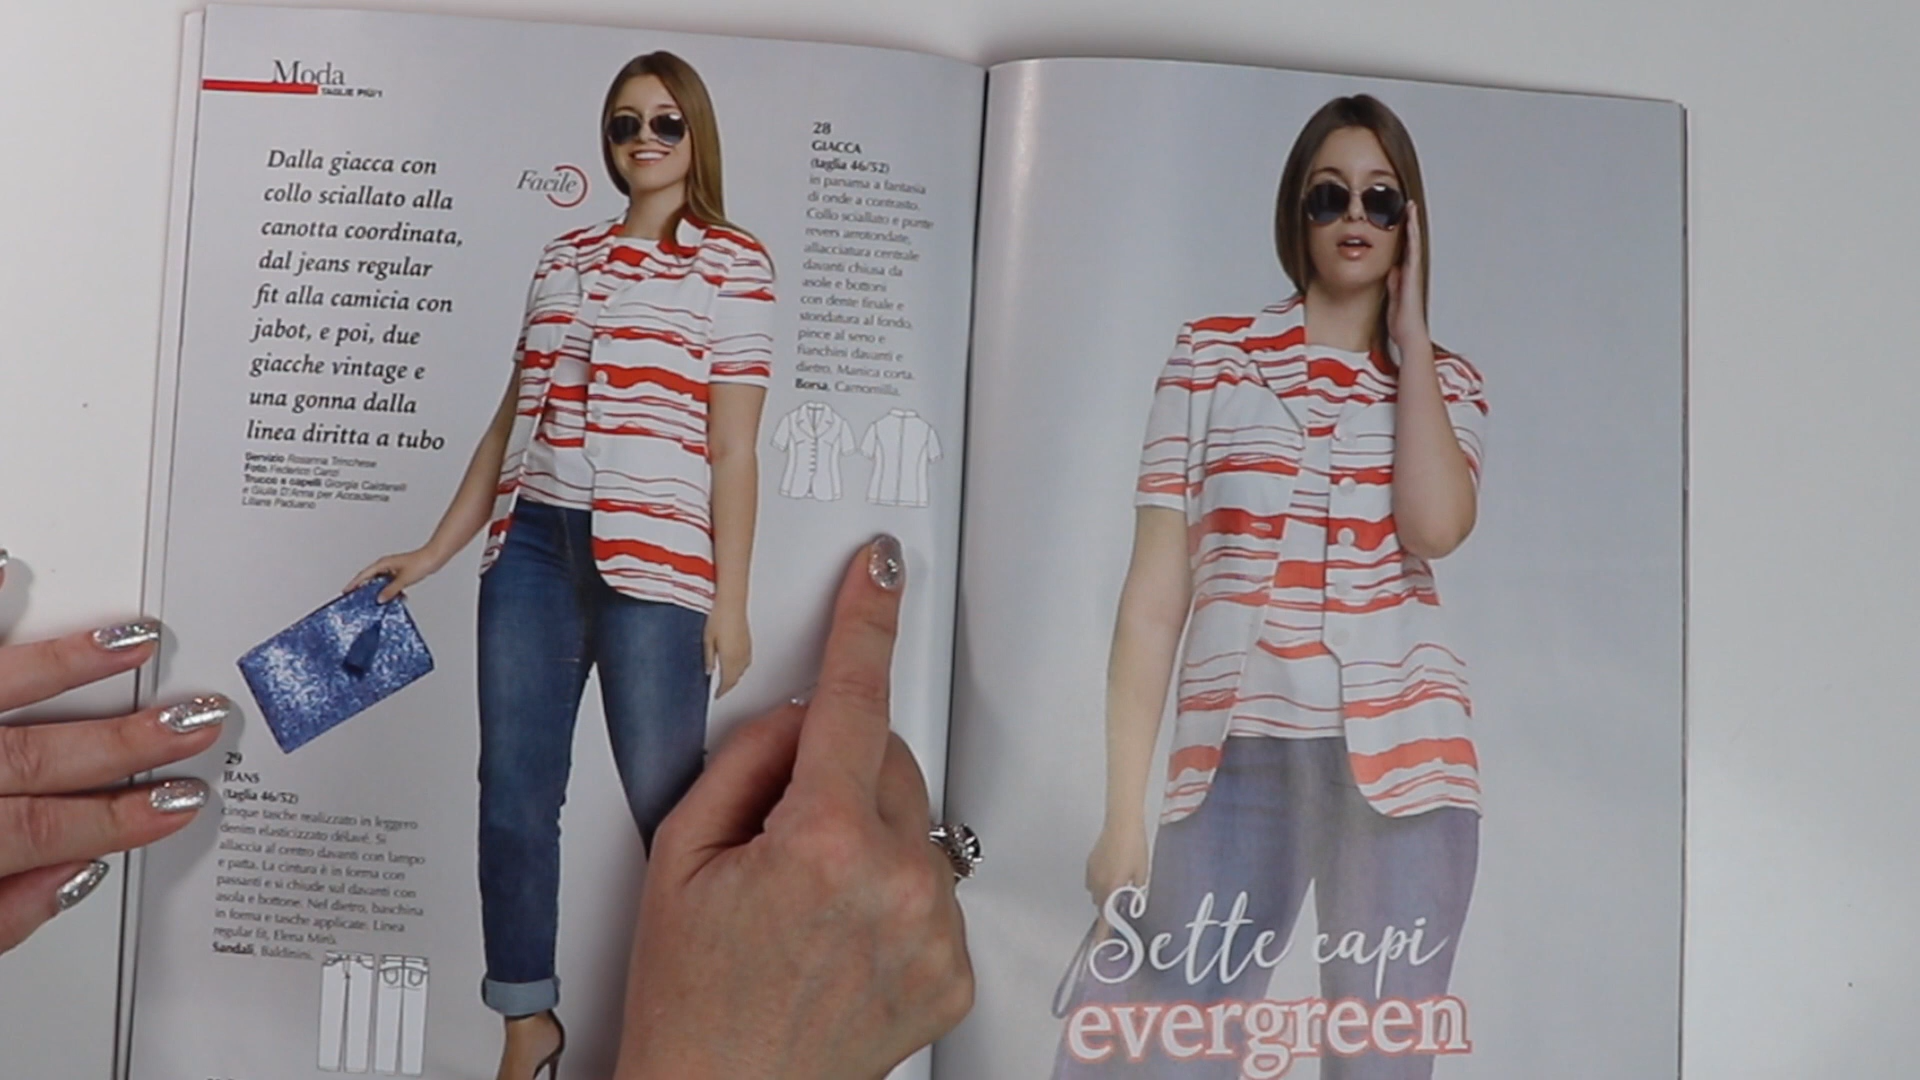 Moda
TAGLIE PIÙ/1
Dalla giacca con
collo sciallato alla
canotta coordinata,
dal jeans regular
fit alla camicia con
jabot, e poi, due
giacche vintage e
una gonna dalla
linea diritta a tubo
Servizio Rosanna Trinchese
Foto Federico Canzi
Trucco e capelli Giorgia Caldarelli
e Giulia D'Anna per Accademia
Liliana Paduano
Facile
28
GIACCA
(taglia 46/52)
in panama a fantasia
di onde a contrasto.
Collo sciallato e punte
revers arrotondate,
allacciatura centrale
davanti chiusa da
asole e bottoni
con dente finale e
stondatura al fondo,
pince al seno e
fianchini davanti e
dietro. Manica corta.
Borsa, Camomilla.
29
JEANS
(taglia 46/52)
cinque tasche realizzato in leggero
denim elasticizzato délavé. Si
allaccia al centro davanti con lampo
e patta. La cintura è in forma con
passanti e si chiude sul davanti con
asola e bottone. Nel dietro, baschina
in forma e tasche applicate. Linea
regular fit, Elena Mirò.
Sandali, Baldinini.
Sette capi
evergreen